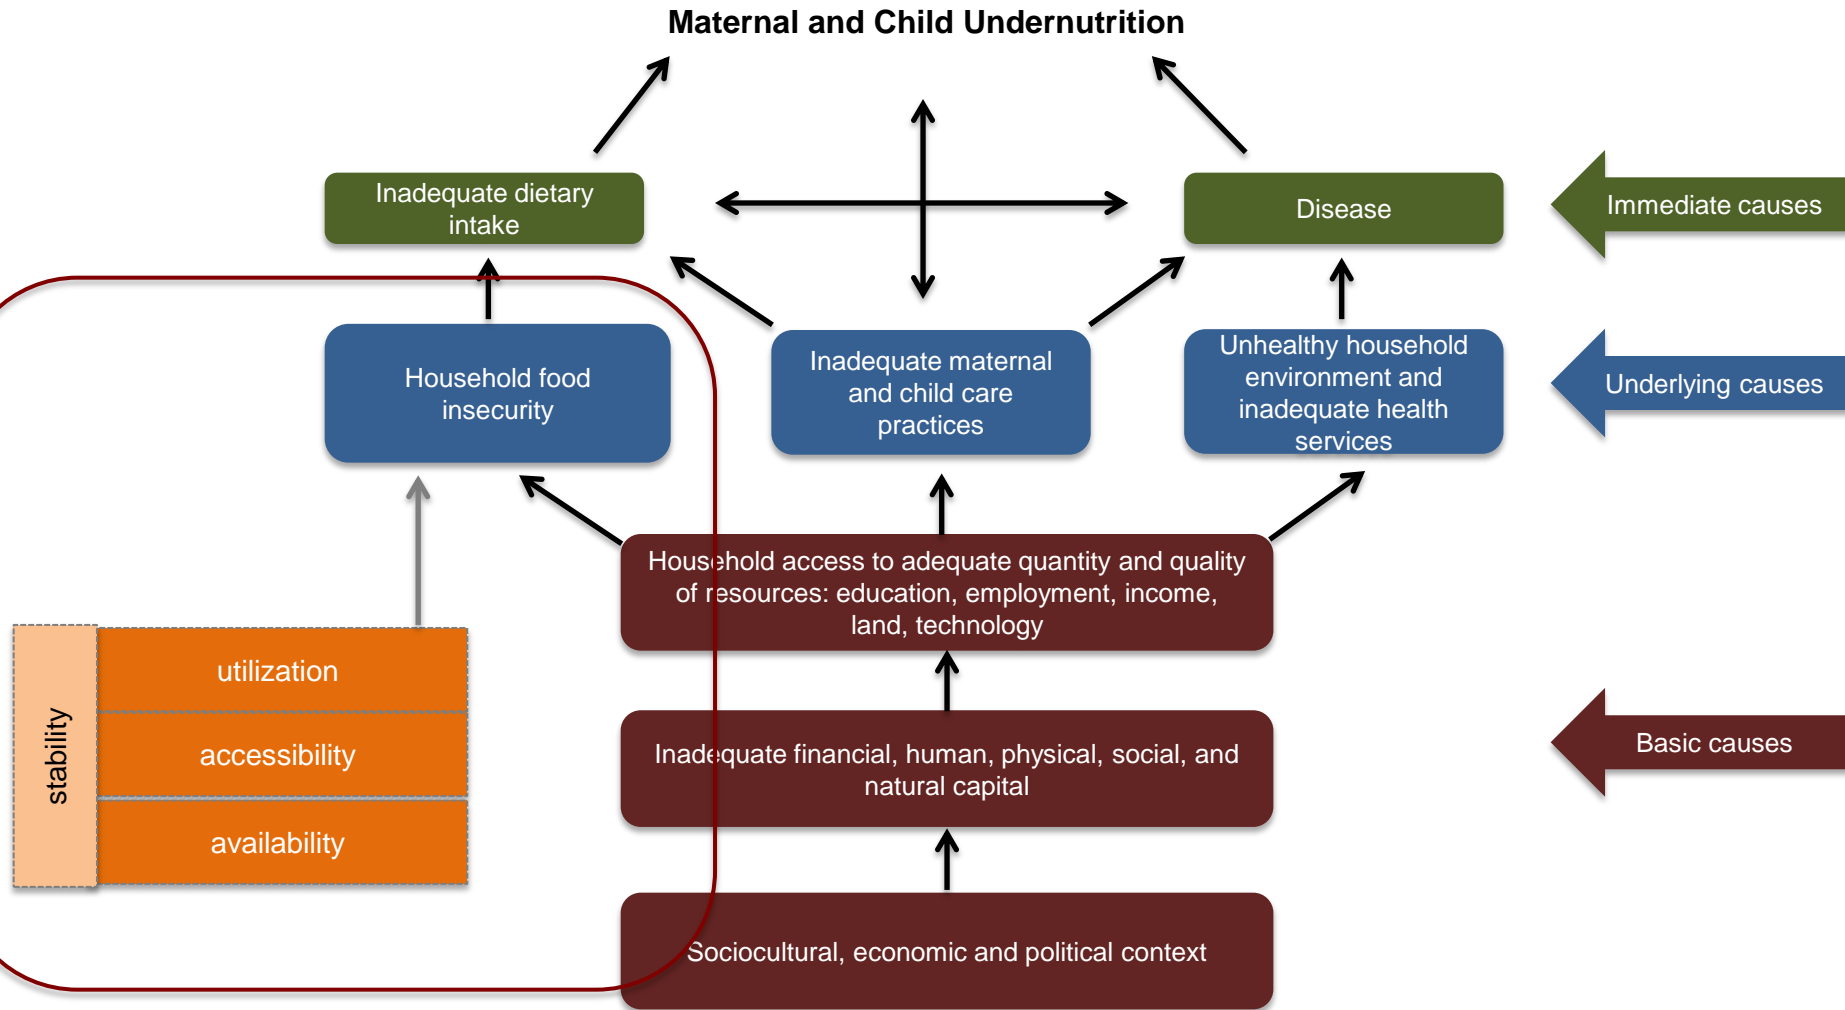 Maternal and Child Undernutrition
Inadequate dietary
intake
Disease
Immediate causes
Household food
insecurity
Inadequate maternal
and child care
practices
Unhealthy household
environment and
inadequate health
services
Underlying causes
Household access to adequate quantity and quality
of resources: education, employment, income,
land, technology
stability
utilization
accessibility
availability
Inadequate financial, human, physical, social, and
natural capital
Basic causes
Sociocultural, economic and political context